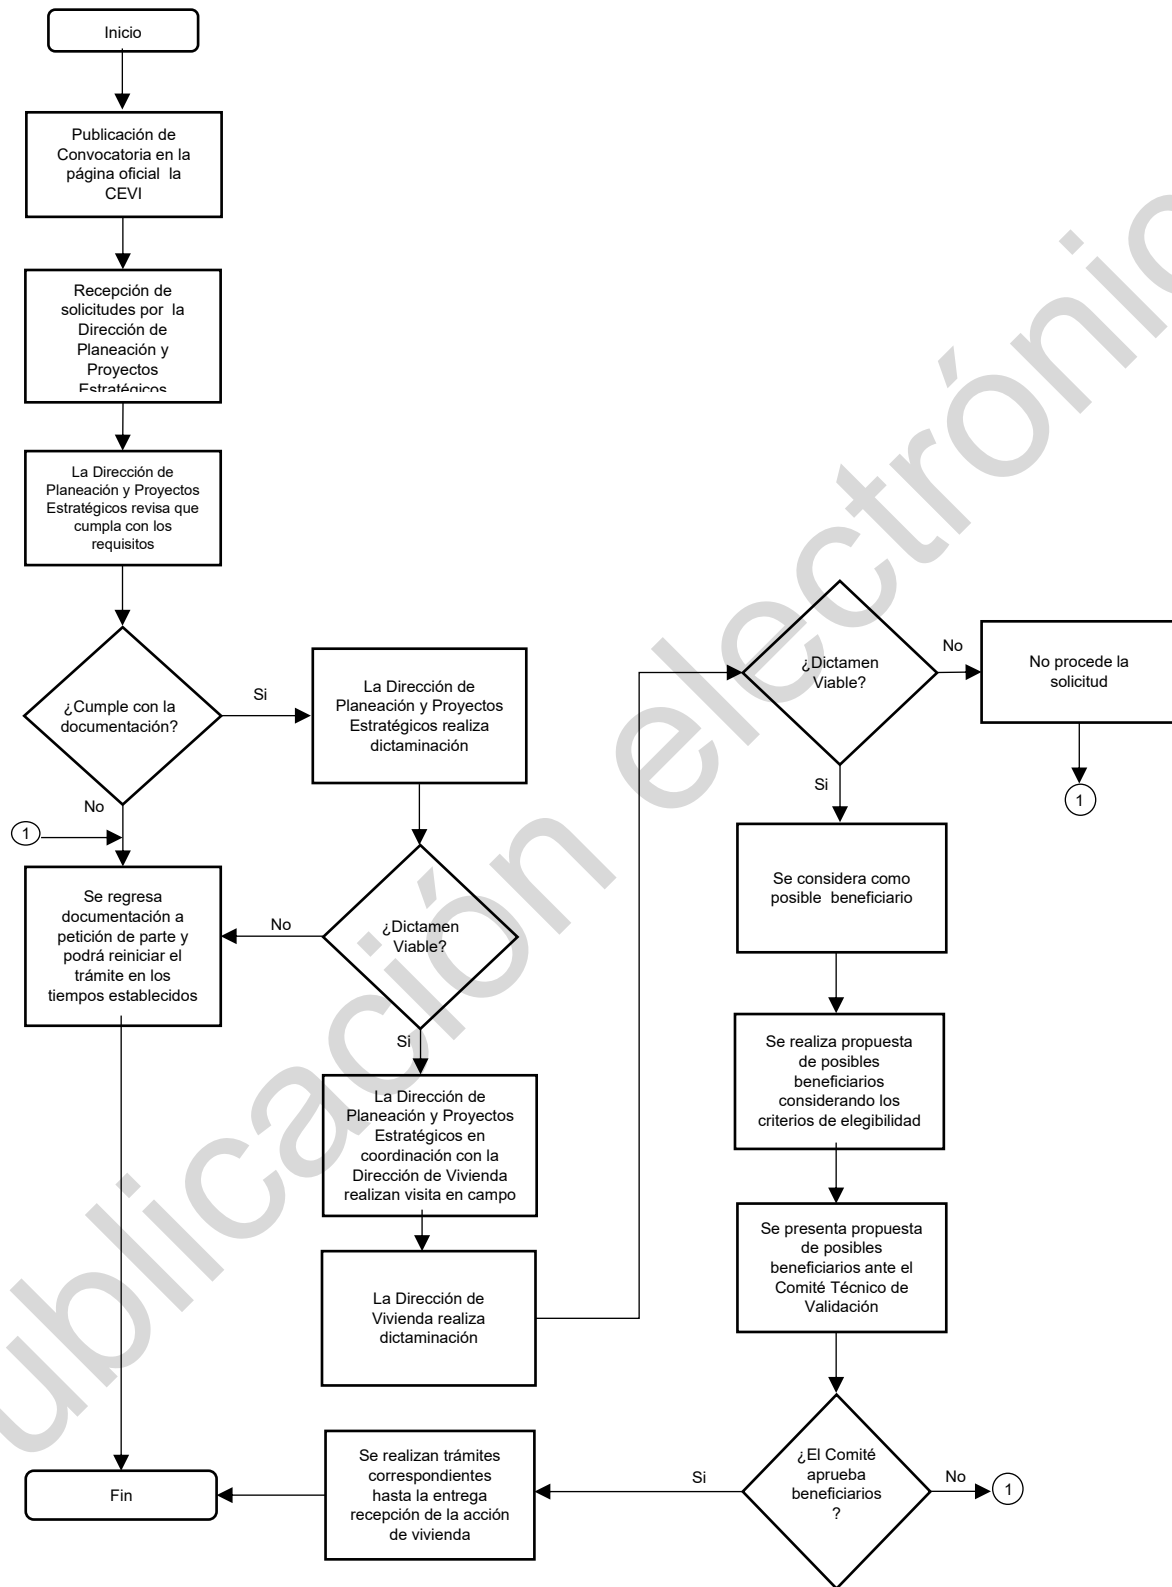 Inicio
Publicación de
Convocatoria en la
página oficial la
CEVI
Recepción de
solicitudes por la
Dirección de
Planeación y
Proyectos
Estratégicos
La Dirección de
Planeación y Proyectos
Estratégicos revisa que
cumpla con los
requisitos
¿Cumple con la
documentación?
Si
No
1
La Dirección de
Planeación y Proyectos
Estratégicos realiza
dictaminación
¿Dictamen
Viable?
No
Si
Se regresa
documentación a
petición de parte y
podrá reiniciar el
trámite en los
tiempos establecidos
La Dirección de
Planeación y Proyectos
Estratégicos en
coordinación con la
Dirección de Vivienda
realizan visita en campo
La Dirección de
Vivienda realiza
dictaminación
¿Dictamen
Viable?
No
No procede la
solicitud
1
Si
Se considera como
posible beneficiario
Se realiza propuesta
de posibles
beneficiarios
considerando los
criterios de elegibilidad
Se presenta propuesta
de posibles
beneficiarios ante el
Comité Técnico de
Validación
¿El Comité
aprueba
beneficiarios
?
No
1
Si
Se realizan trámites
correspondientes
hasta la entrega
recepción de la acción
de vivienda
Fin
ublicación electrónic